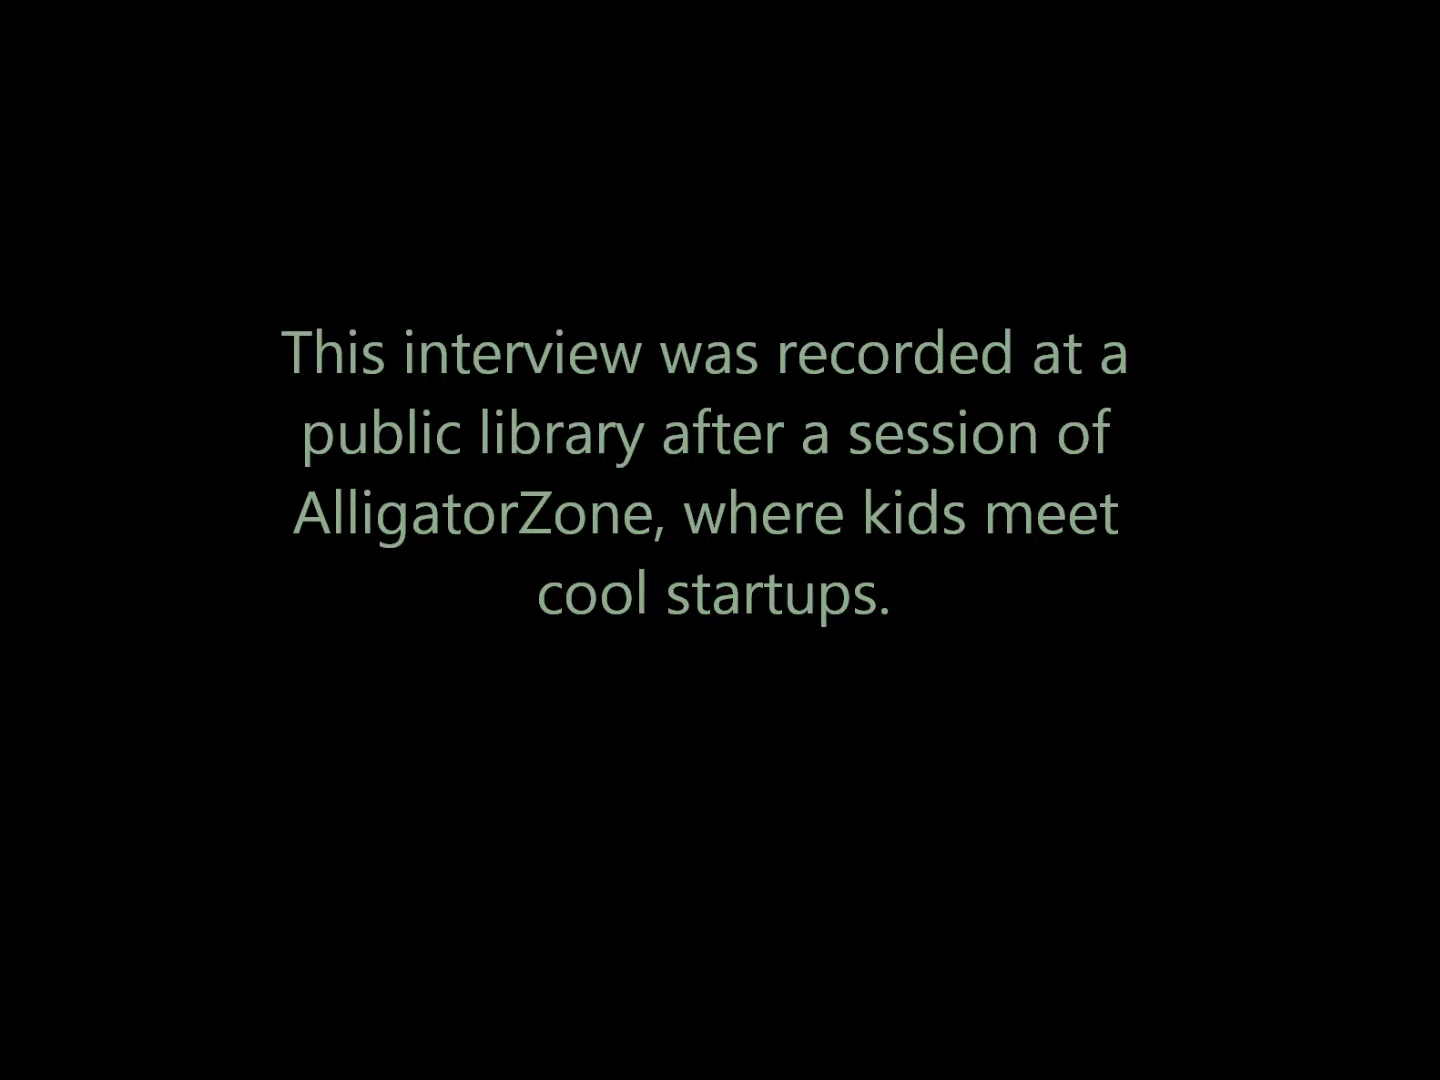 This interview was recorded at a
public library after a session of
AlligatorZone, where kids meet
cool startups.